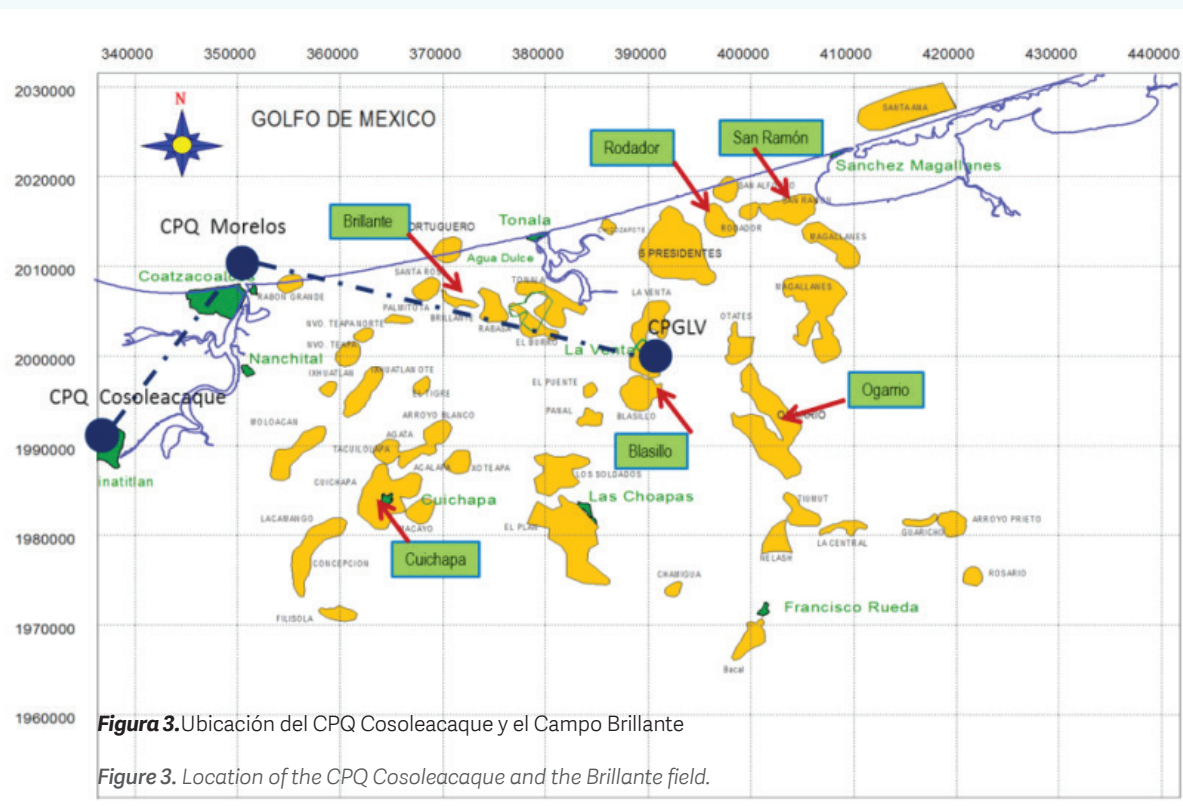 340000 350000 360000 370000 380000 390000 400000 410000 420000 430000 440000
2030000
N
GOLFO DE MEXICO
SANTA ANA
Rodador
San Ramón
Sanchez Magallanes
2020000
SAN RAMON
Brillante
Tonala
CPQ Morelos
ORTUGUERO
RODADOR
MAGALLANES
5 PRESIDENTES
Agua Dulce
2010000
Coatzacoal
SANTA RO
TONALA
MAGALLANES
RABON GRANDE
LA VENTA
PALMITOTA
BRILLANTE
RABASA
OTATES
NVO. TEAPA NORTE
CPGLV
EL BURRO
NVO. TEAPA
La Venta
2000000
Nanchital
IXHUATLAN
IXHUATLAN OTE
EL PUENTE
EL TIGRE
Ogarrio
CPQ Cosoleacaque
PANAL
BLASILLO
ARROYO BLANCO
MOLOACAN
AGATA
1990000
TACUILOLAPA
Blasillo
ACALAPA
XOTEAPA
LOS SOLDADOS
inatitlan
CUICHAPA
Cuichapa
Las Choapas
TIUMUT
LACAMANGO
EL PLAN
ARROYO PRIETO
GUARICHO
1980000
LA CENTRAL
NELASH
Cuichapa
CONCEPCION
CHAMIGUA
ROSARIO
Francisco Rueda
FILISOLA
1970000
Bacal
1960000
Figura 3.Ubicación del CPQ Cosoleacaque y el Campo Brillante
Figure 3. Location of the CPQ Cosoleacaque and the Brillante field.